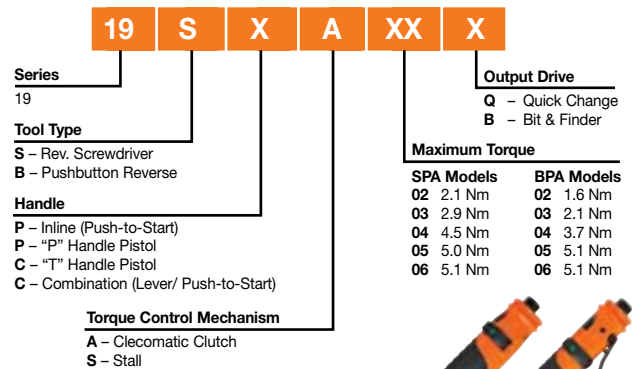 19 S X A XX X
Series
19
Tool Type
S – Rev. Screwdriver
B – Pushbutton Reverse
Handle
P – Inline (Push-to-Start)
P – “P” Handle Pistol
C – “T” Handle Pistol
C – Combination (Lever/ Push-to-Start)
Torque Control Mechanism
A – Clecomatic Clutch
S – Stall
Output Drive
Q – Quick Change
B – Bit & Finder
Maximum Torque
SPA Models
02 2.1 Nm
03 2.9 Nm
04 4.5 Nm
05 5.0 Nm
06 5.1 Nm
BPA Models
02 1.6 Nm
03 2.1 Nm
04 3.7 Nm
05 5.1 Nm
06 5.1 Nm